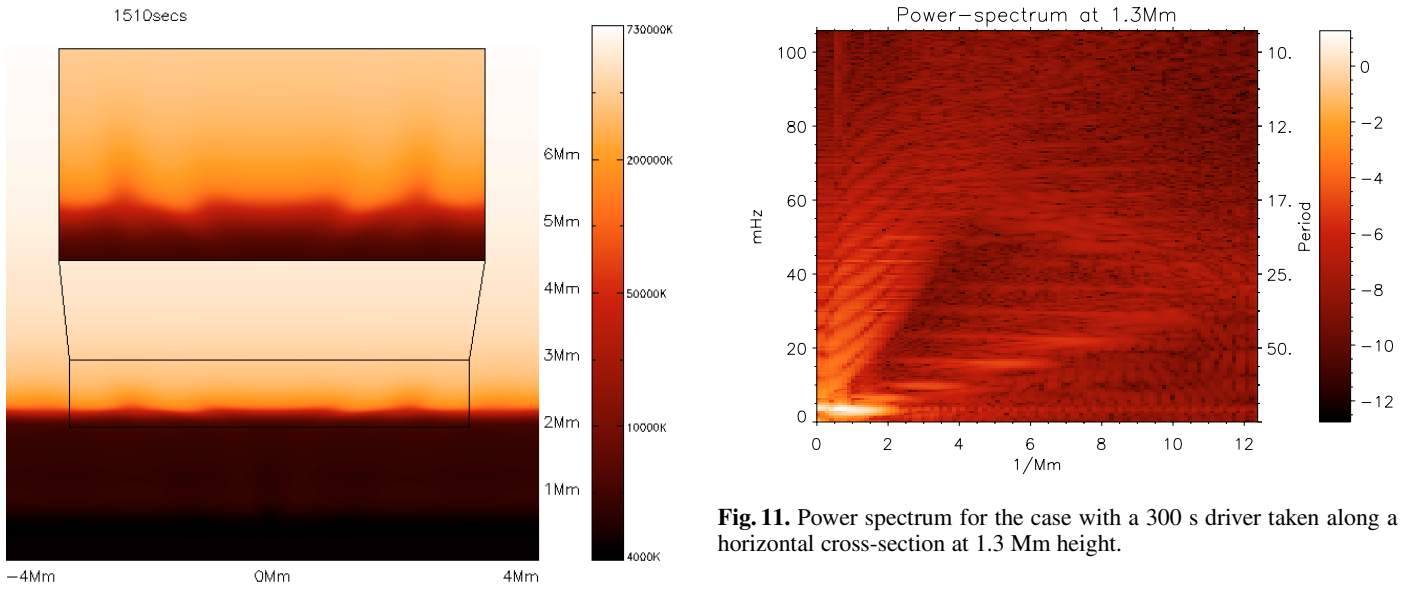 1510secs
730000K
200000K
50000K
10000K
4000K
6Mm
5Mm
4Mm
3Mm
2Mm
1Mm
−4Mm
0Mm
4Mm
Power−spectrum at 1.3Mm
100
80
60
40
20
0
mHz
0
2
4
6
8
10
12
1/Mm
10.
12.
17.
25.
50.
Period
0
−2
−4
−6
−8
−10
−12
Fig. 11. Power spectrum for the case with a 300 s driver taken along a
horizontal cross-section at 1.3 Mm height.